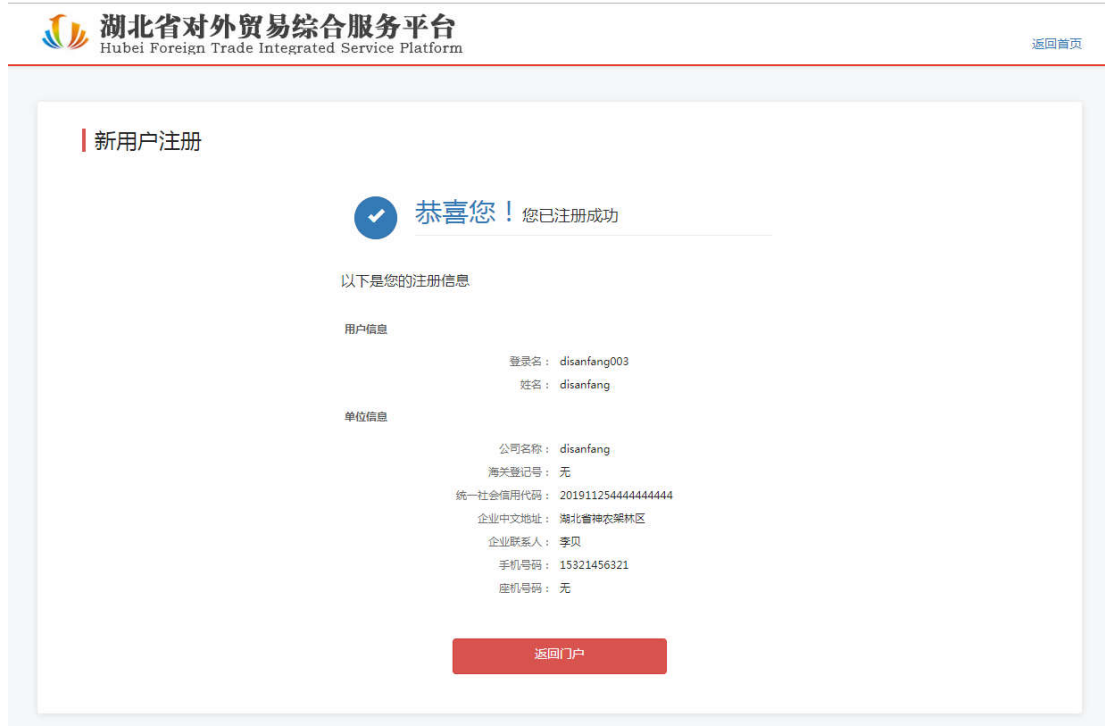 湖北省对外贸易综合服务平台
Hubei Foreign Trade Integrated Service Platform
返回首页
新用户注册
恭喜您！您已注册成功
以下是您的注册信息
用户信息
登录名： disanfang003
姓名： disanfang
单位信息
公司名称： disanfang
海关登记号： 无
统一社会信用代码： 201911254444444444
企业中文地址： 湖北省神农架林区
企业联系人： 李贝
手机号码： 15321456321
座机号码： 无
返回门户